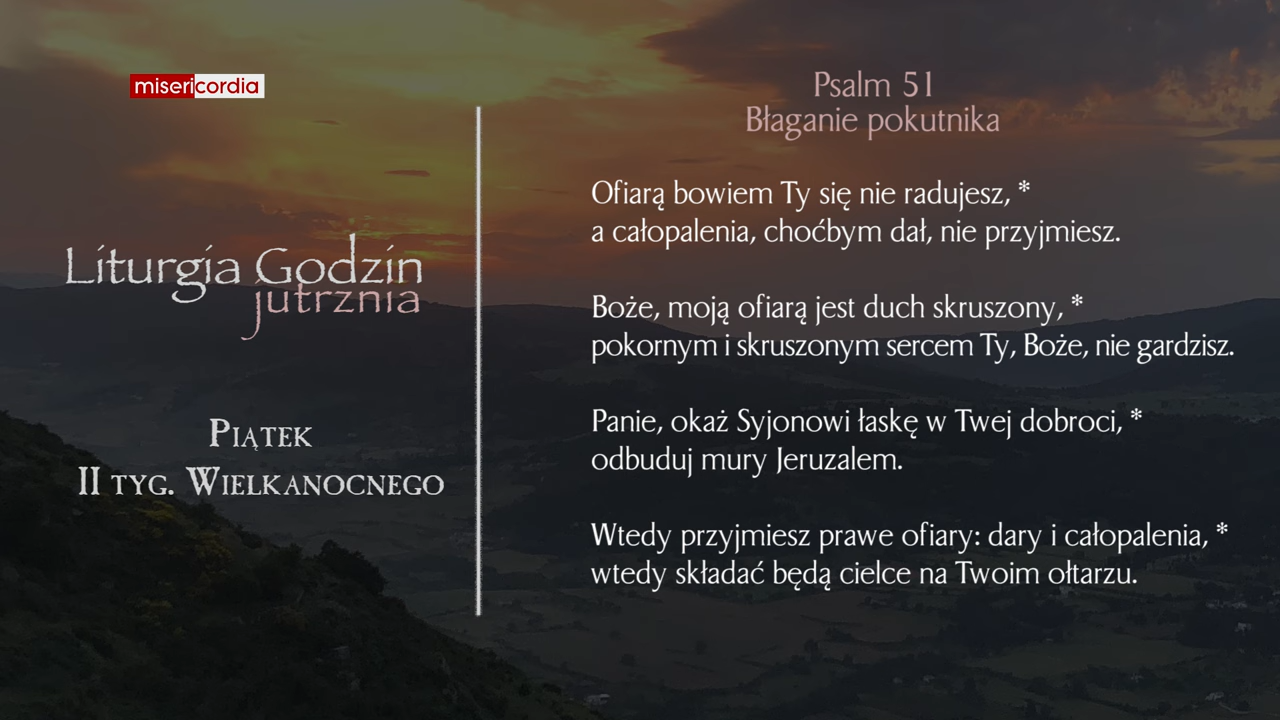 misericordia
Liturgia Godzin
jutrznia
Piątek
II tyg. Wielkanocnego
Psalm 51
Błaganie pokutnika
Ofiarą bowiem Ty się nie radujesz, *
a całopalenia, choćbym dał, nie przyjmiesz.
Boże, moją ofiarą jest duch skruszony, *
pokornym i skruszonym sercem Ty, Boże, nie gardzisz.
Panie, okaż Syjonowi łaskę w Twej dobroci, *
odbuduj mury Jeruzalem.
Wtedy przyjmiesz prawe ofiary: dary i całopalenia, *
wtedy składać będą cielce na Twoim ołtarzu.